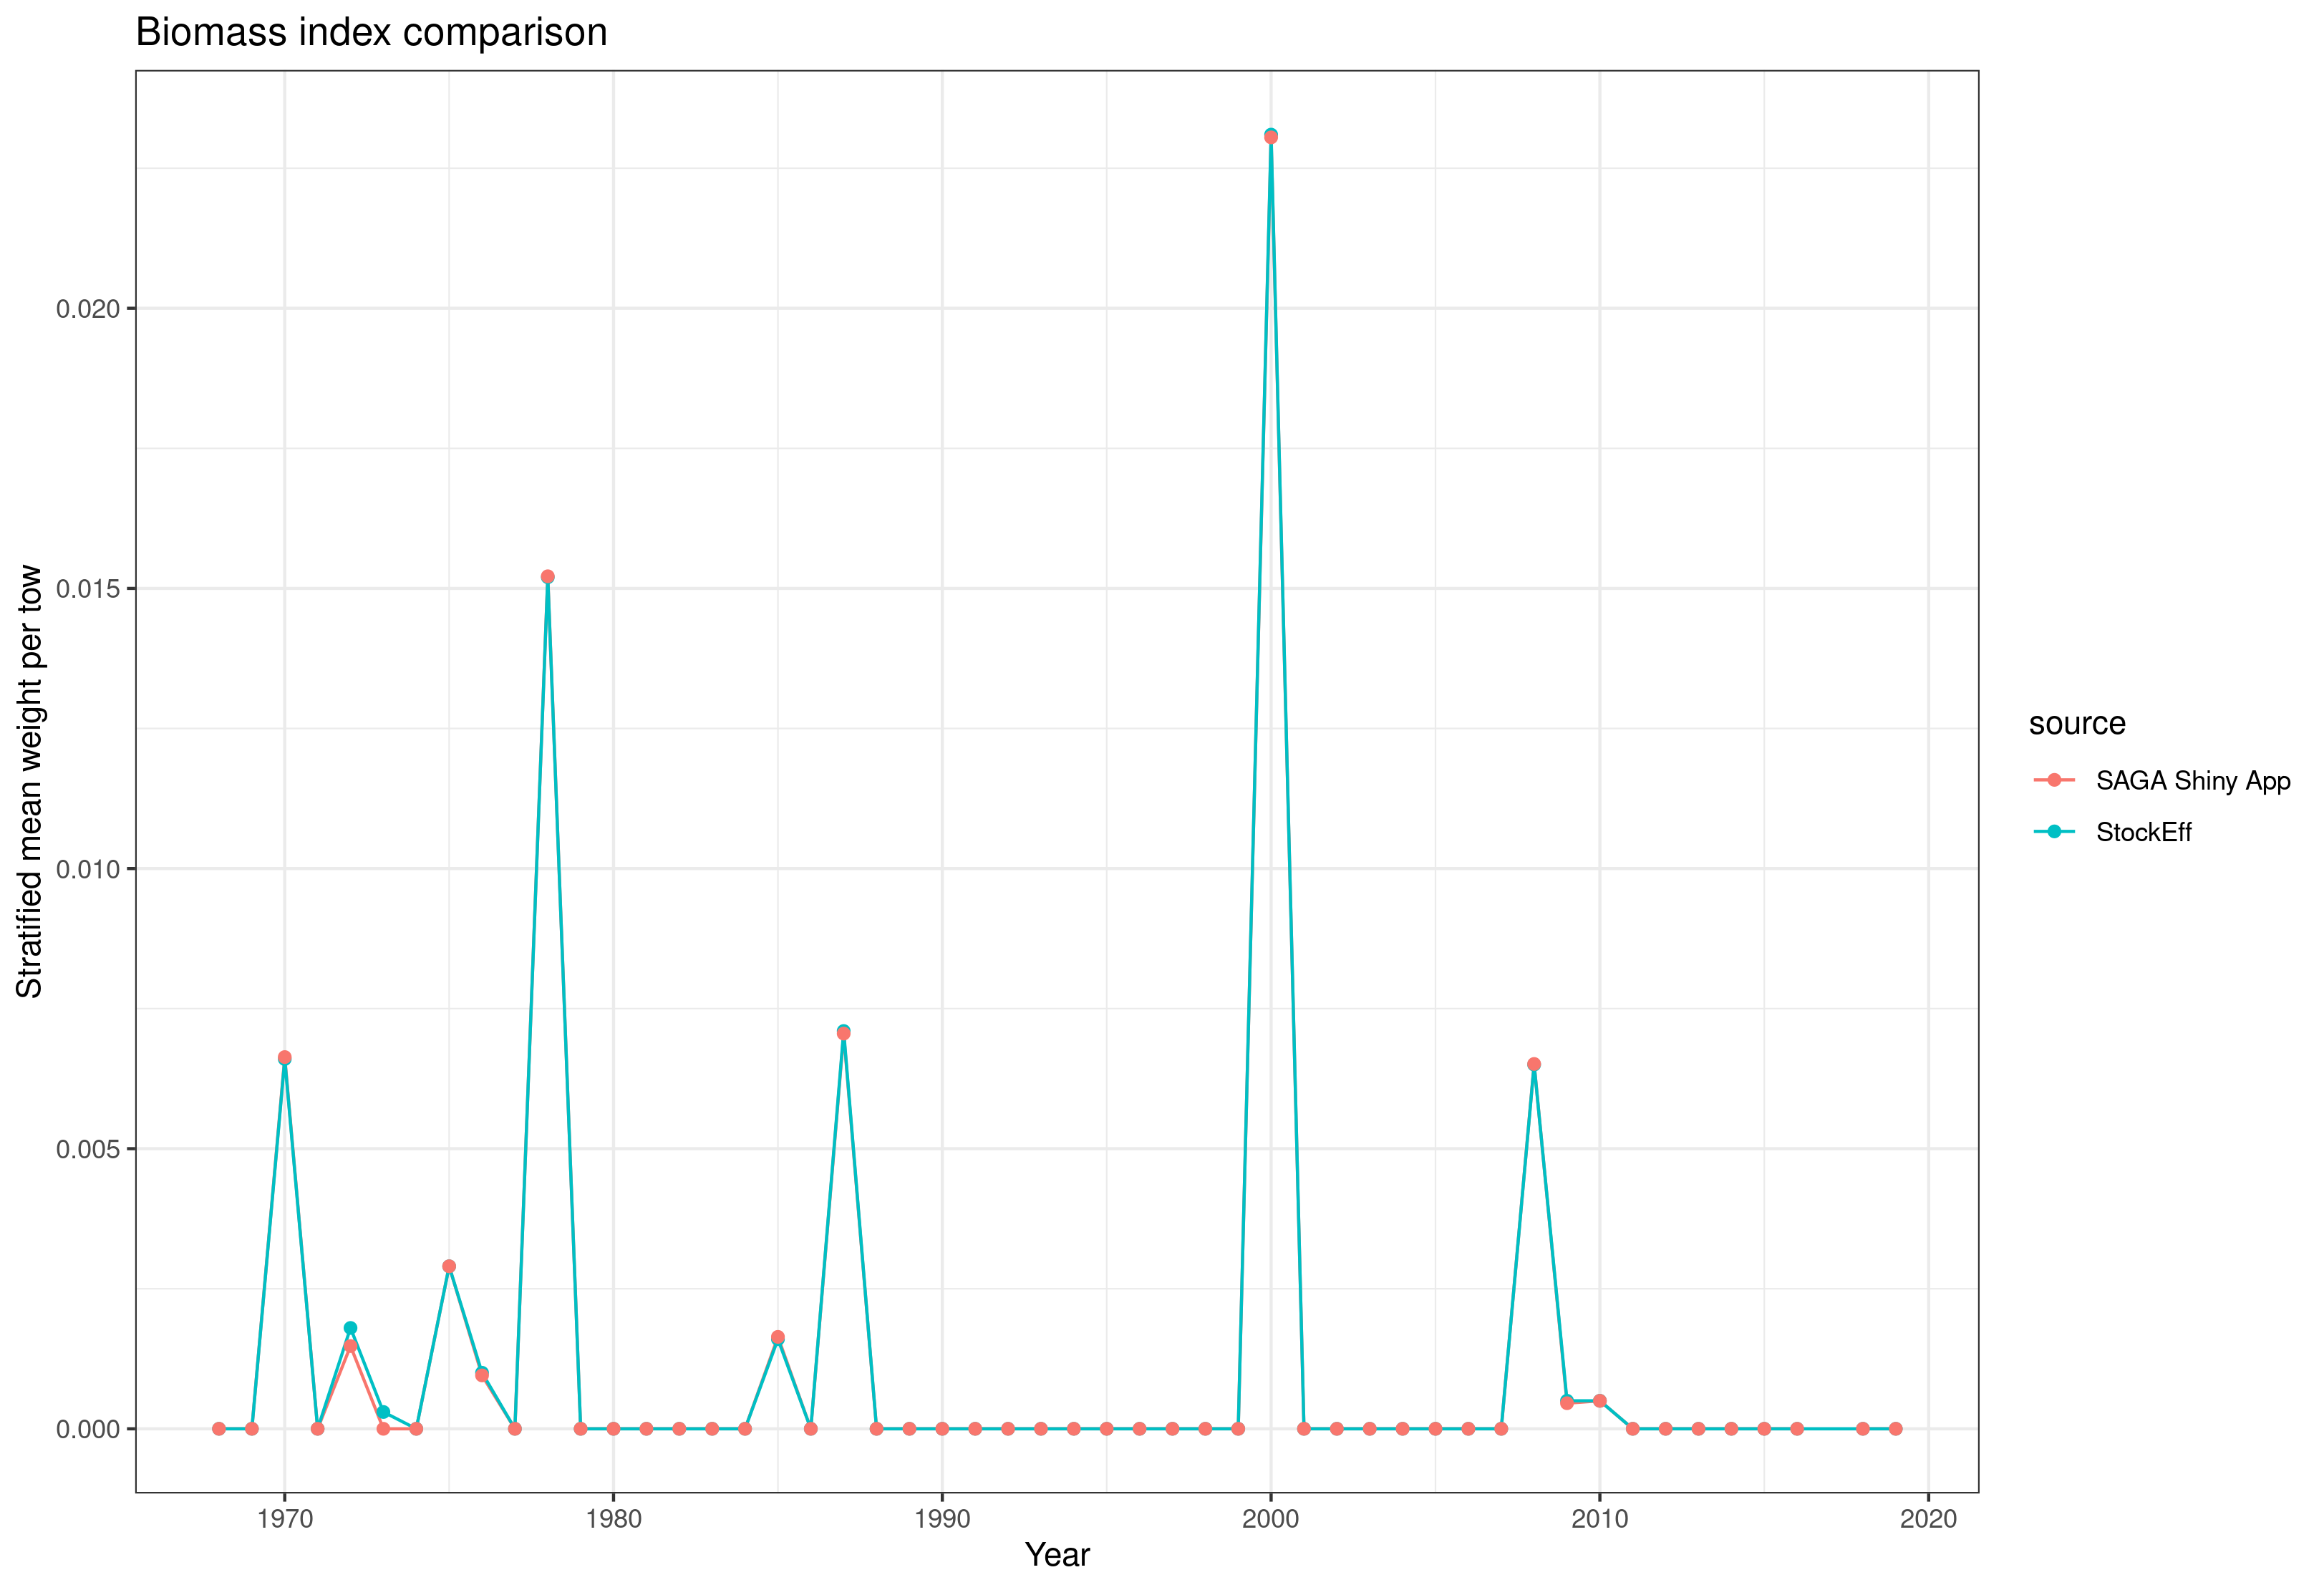 Biomass index comparison
Stratified mean weight per tow
0.020
0.015
0.010
0.005
0.000
1970 1980 1990 2000 2010 2020
Year
source
SAGA Shiny App
StockEff